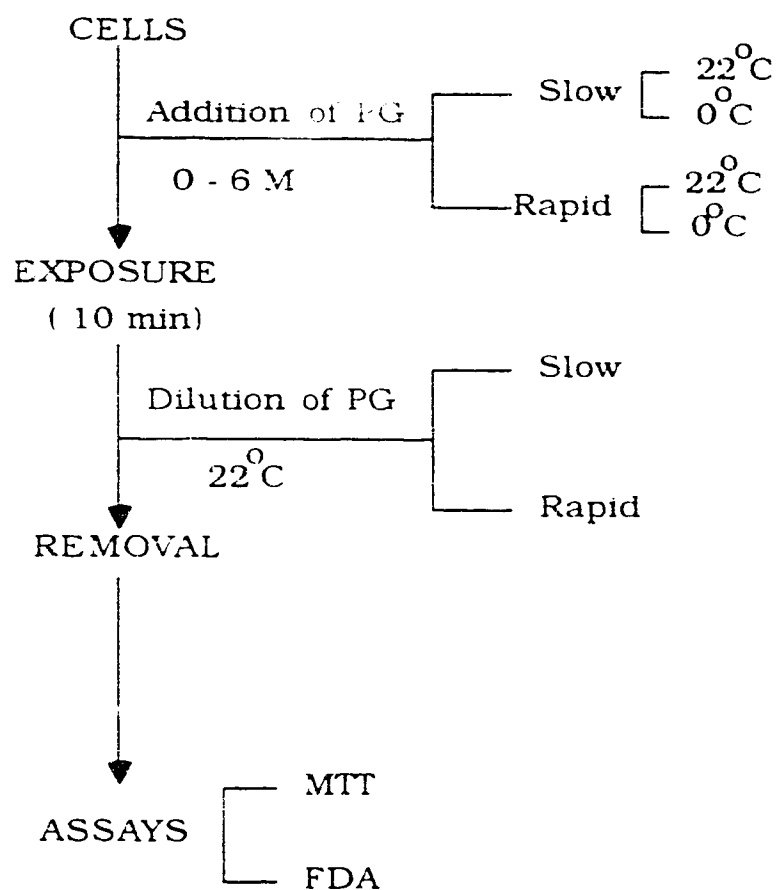 CELLS
Addition of PG
0 - 6 M
Slow
22°C
0°C
Rapid
22°C
0°C
EXPOSURE
( 10 min)
Dilution of PG
22°C
Slow
Rapid
REMOVAL
ASSAYS
MTT
FDA